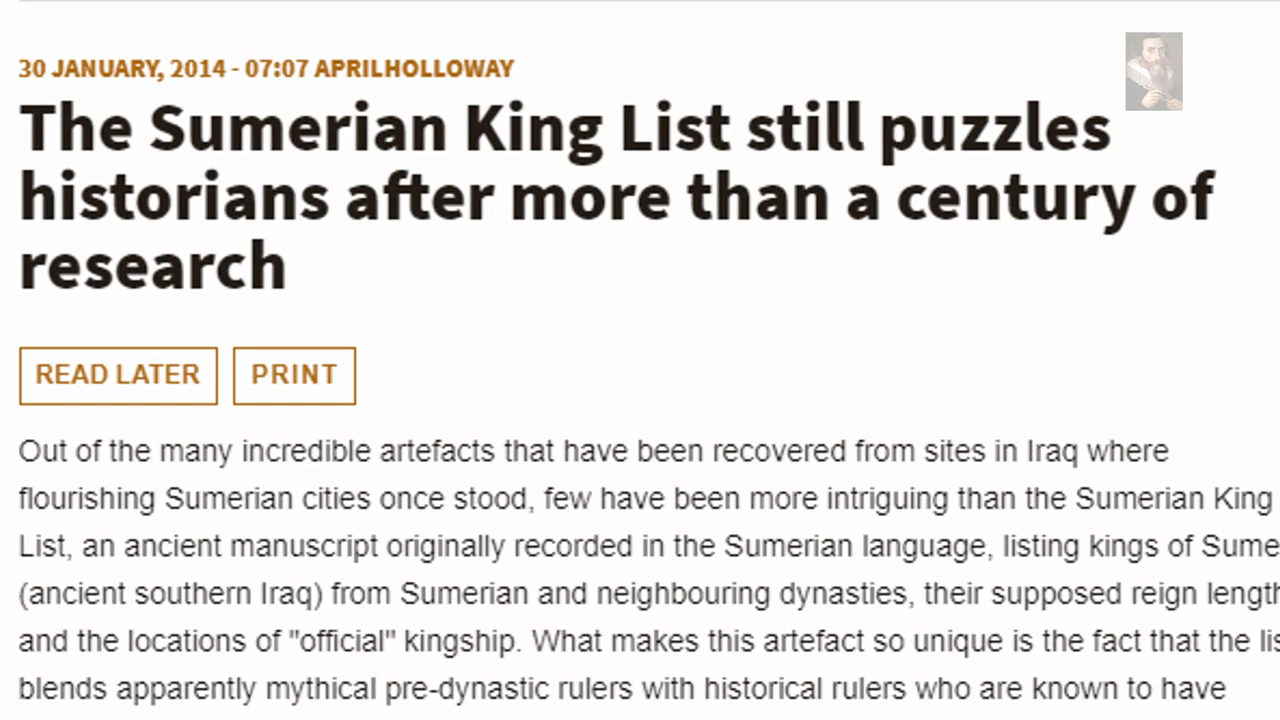 30 JANUARY, 2014 - 07:07 APRILHOLLOWAY
The Sumerian King List still puzzles
historians after more than a century of
research
READ LATER PRINT
Out of the many incredible artefacts that have been recovered from sites in Iraq where
flourishing Sumerian cities once stood, few have been more intriguing than the Sumerian King
List, an ancient manuscript originally recorded in the Sumerian language, listing kings of Sume
(ancient southern Iraq) from Sumerian and neighbouring dynasties, their supposed reign length
and the locations of "official" kingship. What makes this artefact so unique is the fact that the lis
blends apparently mythical pre-dynastic rulers with historical rulers who are known to have